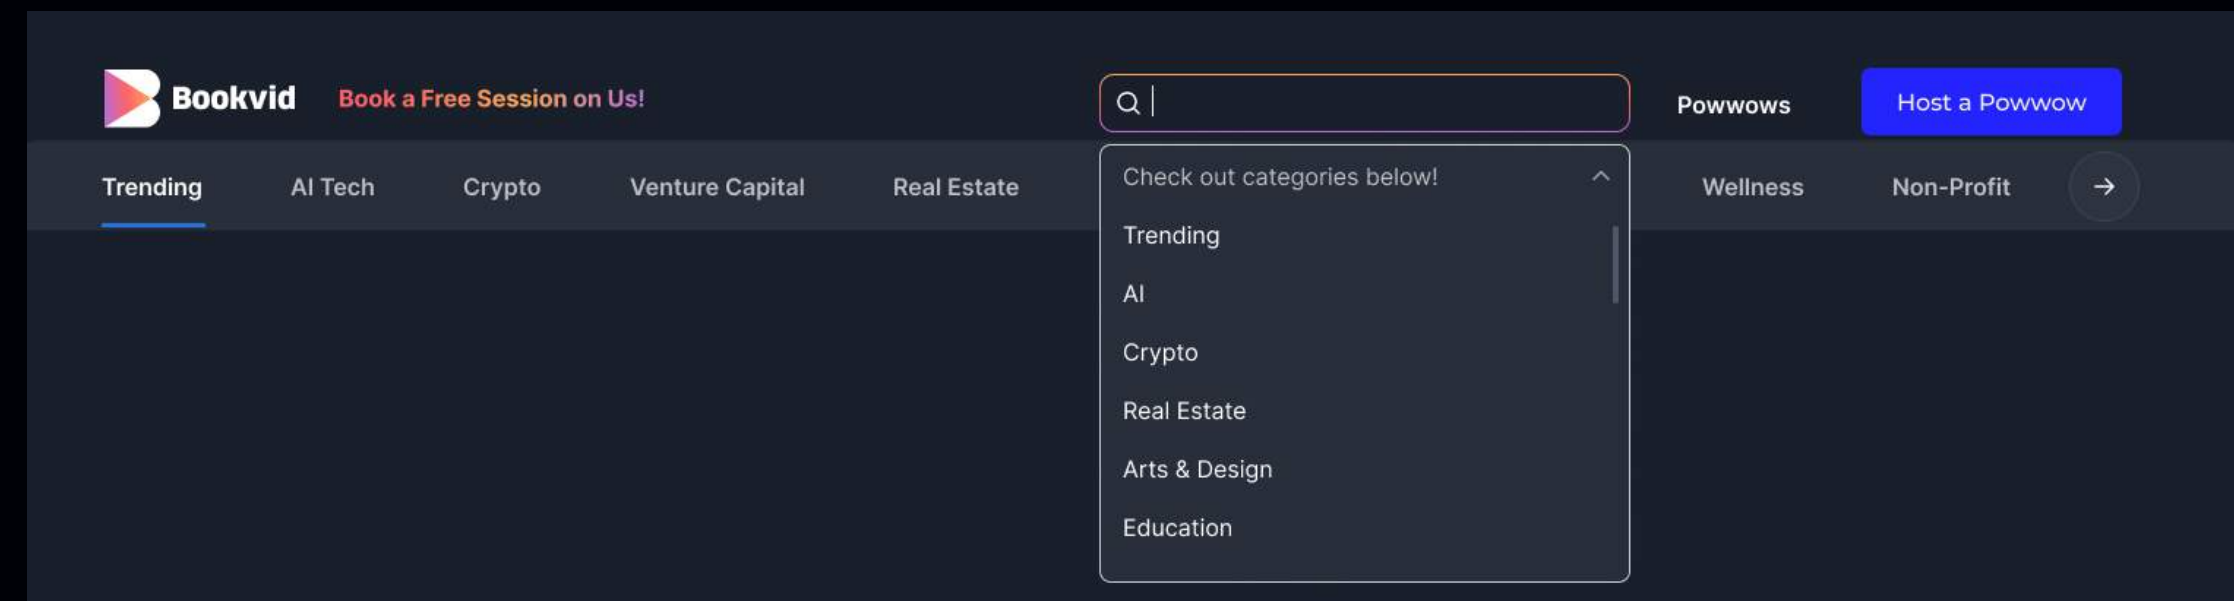 Bookvid
Book a Free Session on Us!
Powwows
Host a Powwow
Trending
AI Tech
Crypto
Venture Capital
Real Estate
Wellness
Non-Profit
Check out categories below!
Trending
AI
Crypto
Real Estate
Arts & Design
Education